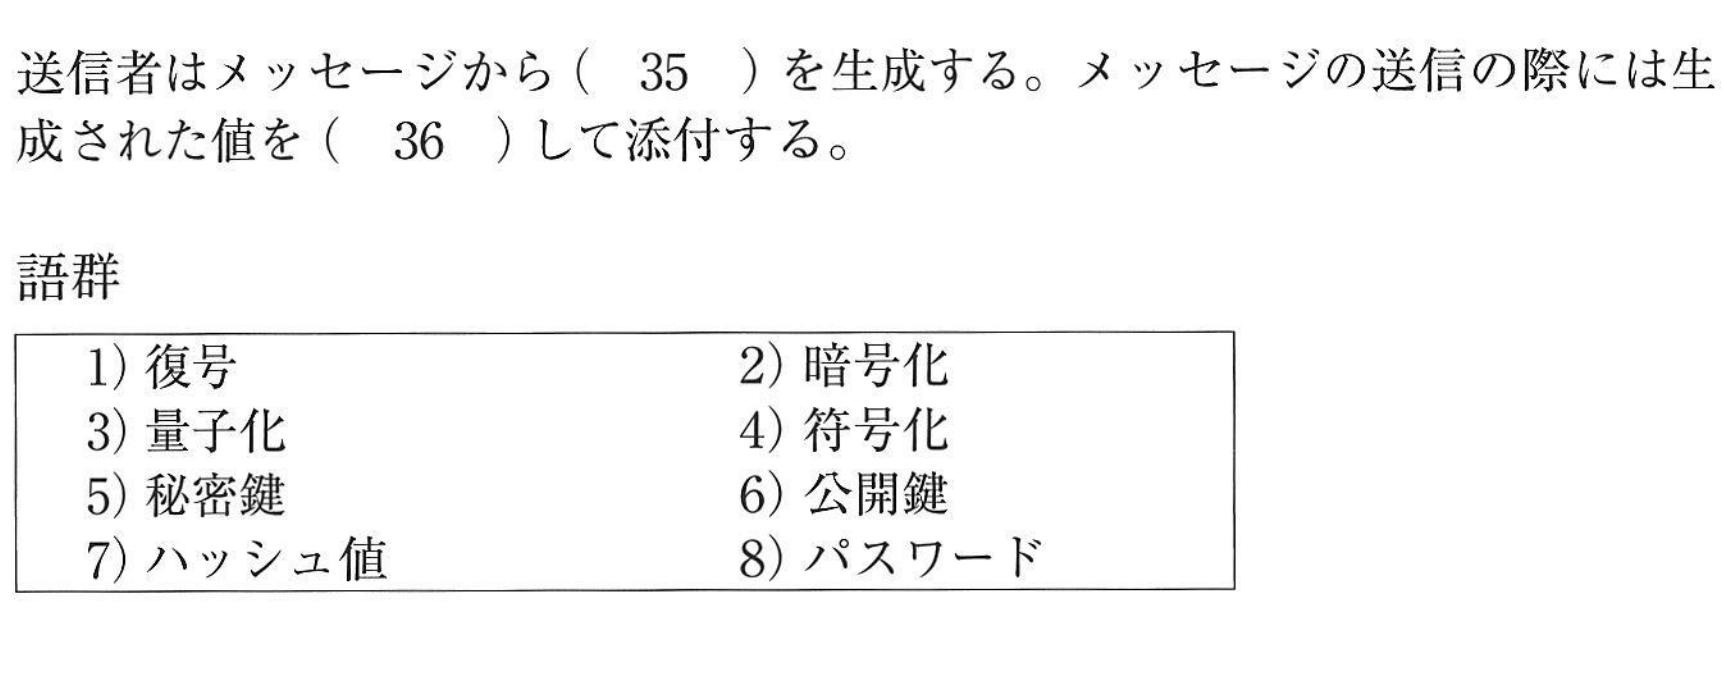 送信者はメッセージから( 35 )を生成する。メッセージの送信の際には生
成された値を( 36 )して添付する。
語群
1) 復号 2) 暗号化
3) 量子化 4) 符号化
5) 秘密鍵 6) 公開鍵
7) ハッシュ値 8) パスワード